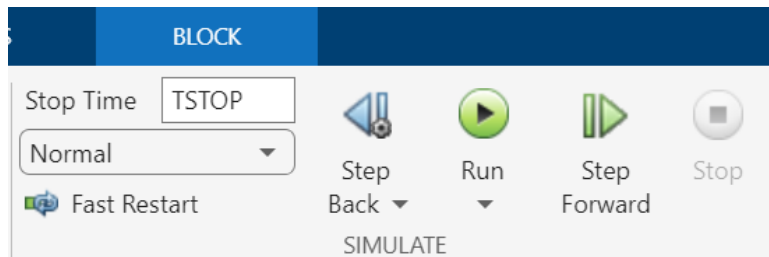 S
BLOCK
Stop Time TSTOP
Normal
Fast Restart
Step Back
Run
Step Forward
Stop
SIMULATE